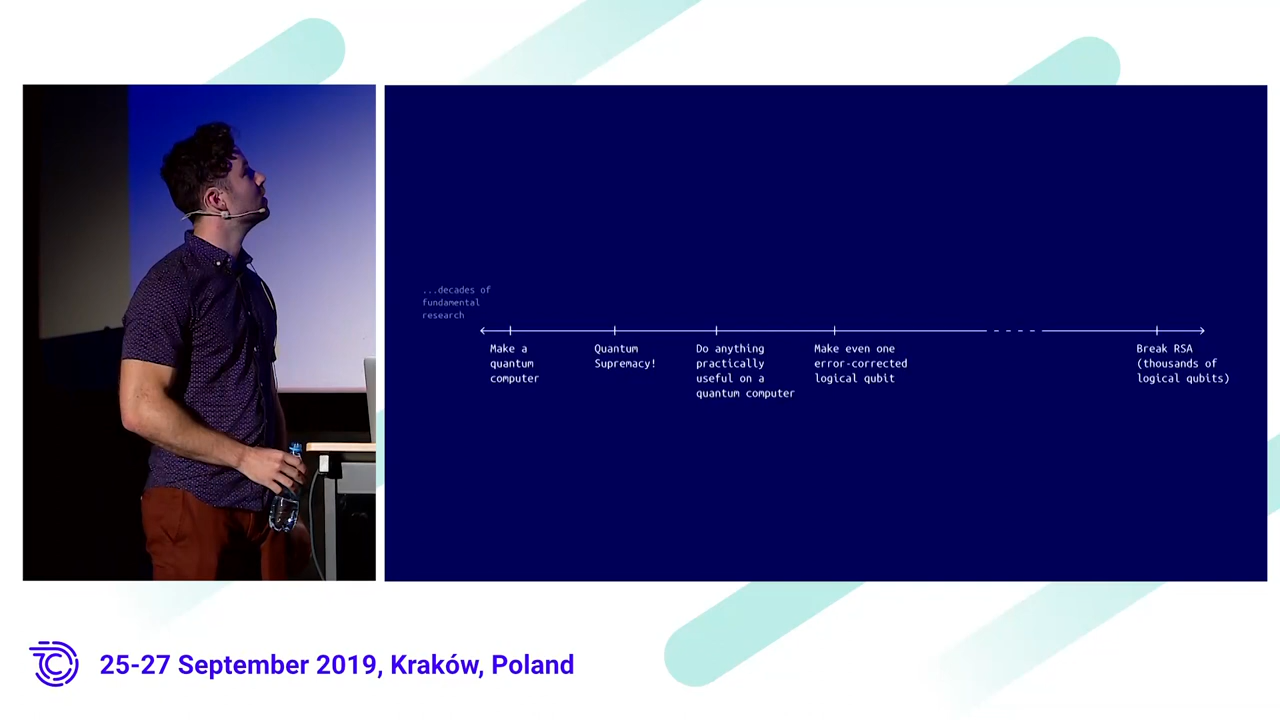 ...decades of
fundamental
research
Make a
quantum
computer
Quantum
Supremacy!
Do anything
practically
useful on a
quantum computer
Make even one
error-corrected
logical qubit
Break RSA
(thousands of
logical qubits)
25-27 September 2019, Kraków, Poland